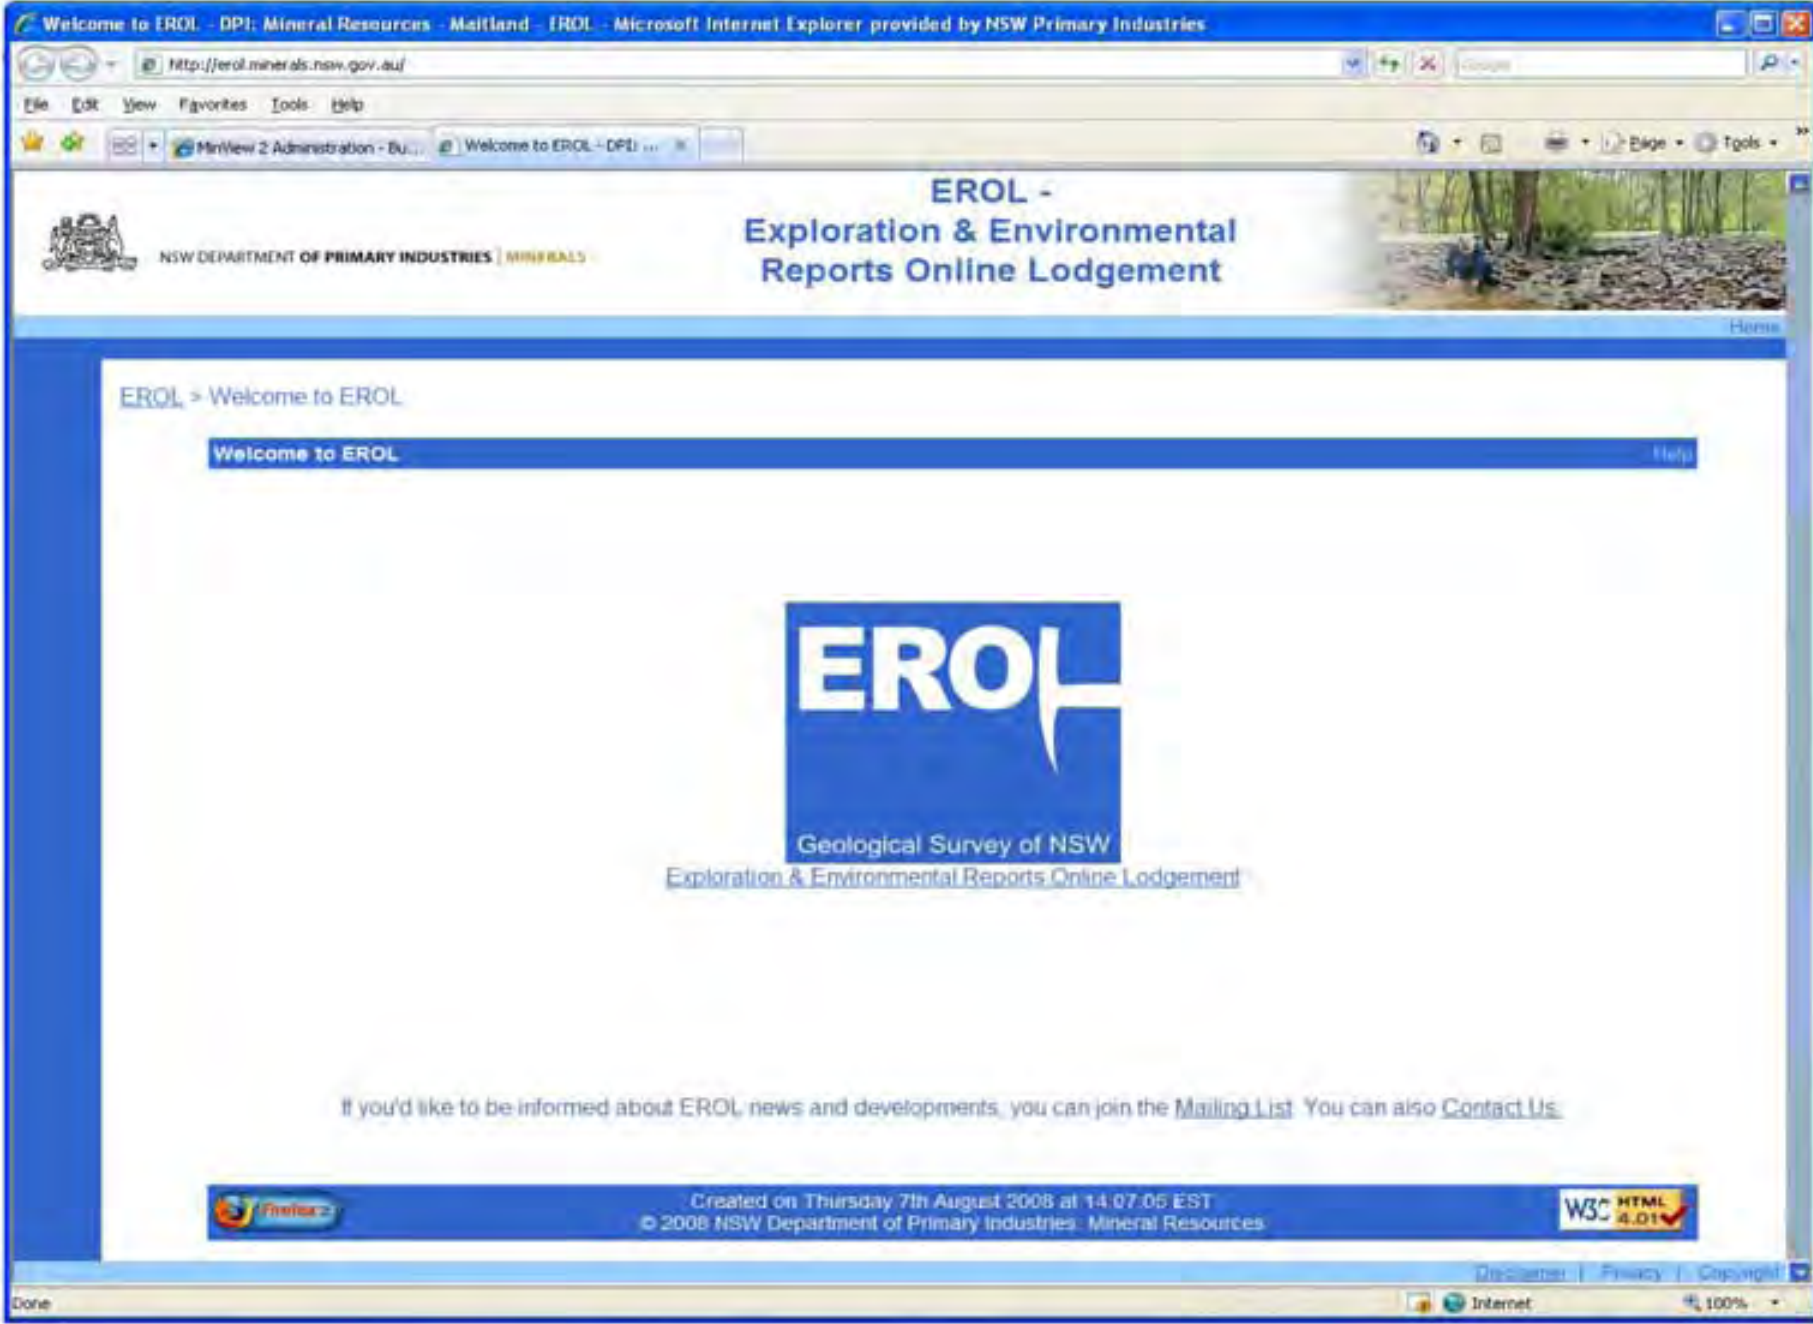 Welcome to EROL - DPI: Mineral Resources - Maitland - EROL - Microsoft Internet Explorer provided by NSW Primary Industries
http://erol.minerals.nsw.gov.au/
Google
File Edit View Favorites Tools Help
MinView 2 Administration - Bu... Welcome to EROL - DPI: ...
Page Tools
NSW DEPARTMENT OF PRIMARY INDUSTRIES | MINERALS
EROL -
Exploration & Environmental
Reports Online Lodgement
Home
EROL > Welcome to EROL
Welcome to EROL Help
EROL
Geological Survey of NSW
Exploration & Environmental Reports Online Lodgement
If you'd like to be informed about EROL news and developments, you can join the Mailing List. You can also Contact Us.
Firefox 2
Created on Thursday 7th August 2008 at 14:07:05 EST
© 2008 NSW Department of Primary Industries: Mineral Resources
W3C HTML 4.01
Disclaimer | Privacy | Copyright
Done Internet 100%